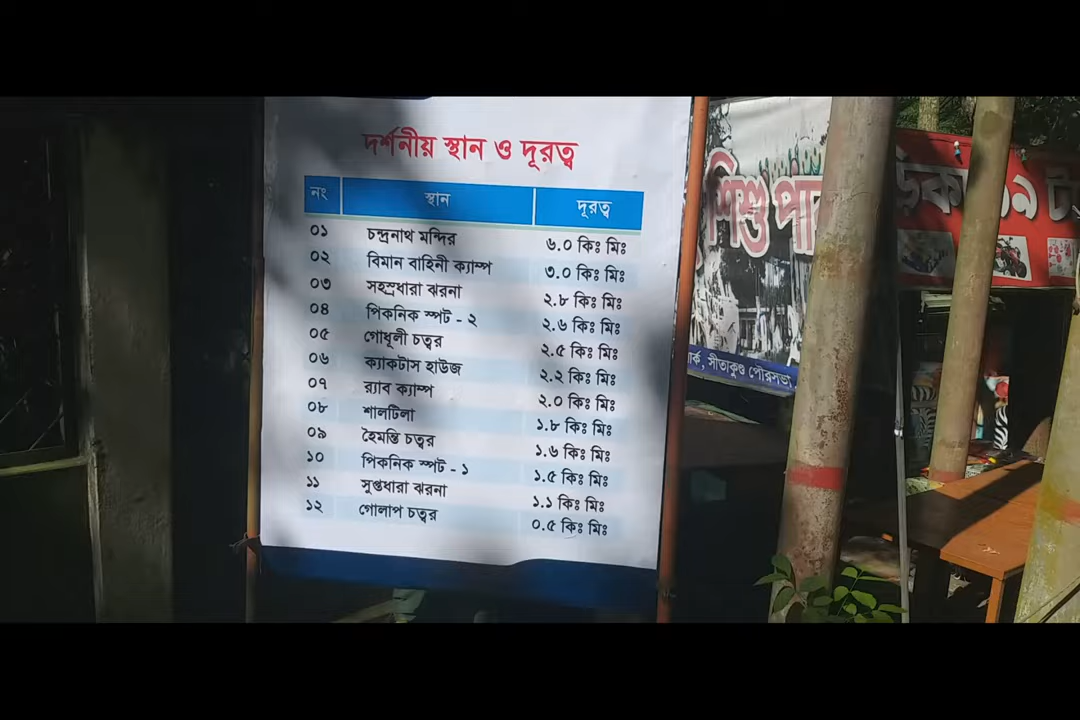 দর্শনীয় স্থান ও দূরত্ব
নং স্থান দূরত্ব
০১ চন্দ্রনাথ মন্দির ৬.০ কিঃ মিঃ
০২ বিমান বাহিনী ক্যাম্প ৩.০ কিঃ মিঃ
০৩ সহস্রধারা ঝরনা ২.৮ কিঃ মিঃ
০৪ পিকনিক স্পট - ২ ২.৬ কিঃ মিঃ
০৫ গোধূলী চত্বর ২.৫ কিঃ মিঃ
০৬ ক্যাকটাস হাউজ ২.২ কিঃ মিঃ
০৭ র‍্যাব ক্যাম্প ২.০ কিঃ মিঃ
০৮ শালটিলা ১.৮ কিঃ মিঃ
০৯ হৈমন্তি চত্বর ১.৬ কিঃ মিঃ
১০ পিকনিক স্পট - ১ ১.৫ কিঃ মিঃ
১১ সুপ্তধারা ঝরনা ১.১ কিঃ মিঃ
১২ গোলাপ চত্বর ০.৫ কিঃ মিঃ
শিশু
সীতাকুণ্ড পৌরসভা,